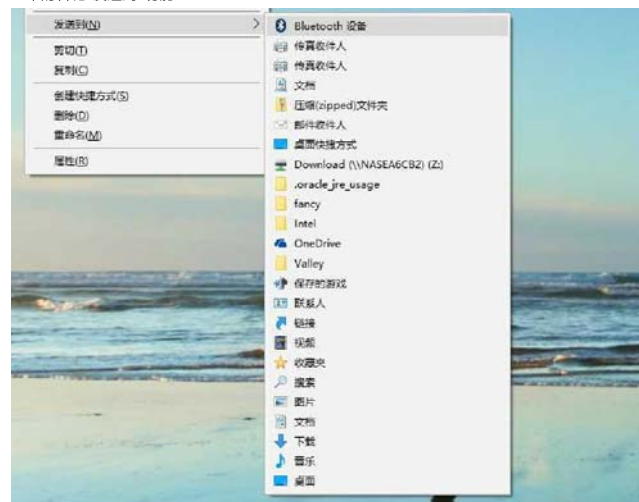 发送到(N)
剪切(T)
复制(C)
创建快捷方式(S)
删除(D)
重命名(M)
属性(R)
Bluetooth 设备
传真收件人
传真收件人
文档
压缩(zipped)文件夹
邮件收件人
桌面快捷方式
Download (\\NASEA6CB2) (Z:)
.oracle_jre_usage
fancy
Intel
OneDrive
Valley
保存的游戏
联系人
链接
视频
收藏夹
搜索
图片
文档
下载
音乐
桌面